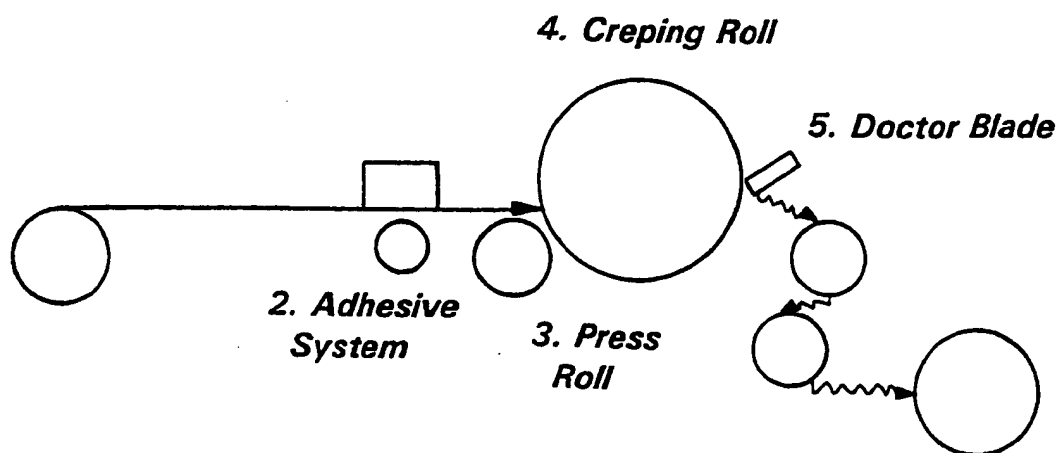 4. Creping Roll
5. Doctor Blade
2. Adhesive
System
3. Press
Roll